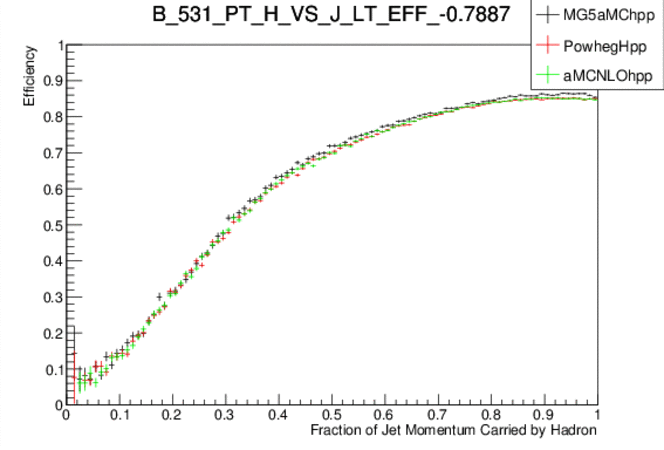 B_531_PT_H_VS_J_LT_EFF_-0.7887
MG5aMChpp
PowhegHpp
aMCNLOhpp
Efficiency
1
0.9
0.8
0.7
0.6
0.5
0.4
0.3
0.2
0.1
0
0 0.1 0.2 0.3 0.4 0.5 0.6 0.7 0.8 0.9 1
Fraction of Jet Momentum Carried by Hadron